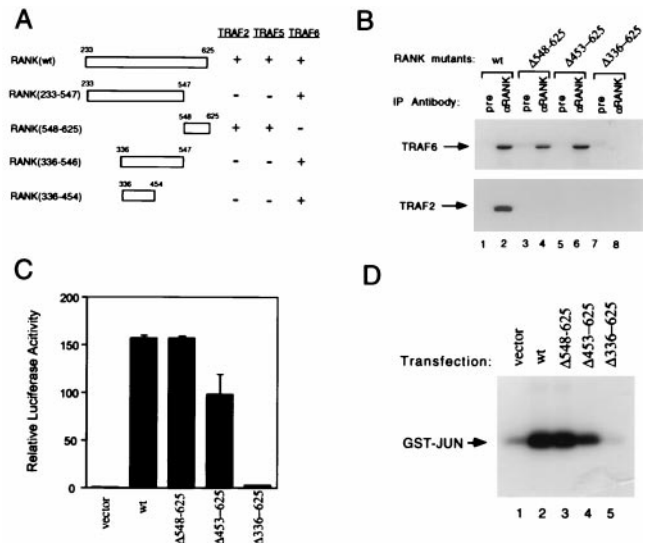 A
TRAF2 TRAF5 TRAF6
233 625
RANK(wt) + + +
233 547
RANK(233-547) - - +
548 625
RANK(548-625) + + -
336 547
RANK(336-546) - - +
336 454
RANK(336-454) - - +
B
RANK mutants: wt Δ548-625 Δ453-625 Δ336-625
IP Antibody: pre αRANK pre αRANK pre αRANK pre αRANK
TRAF6
TRAF2
1 2 3 4 5 6 7 8
C
Relative Luciferase Acitivity
200
150
100
50
0
vector wt Δ548-625 Δ453-625 Δ336-625
D
Transfection: vector wt Δ548-625 Δ453-625 Δ336-625
GST-JUN
1 2 3 4 5